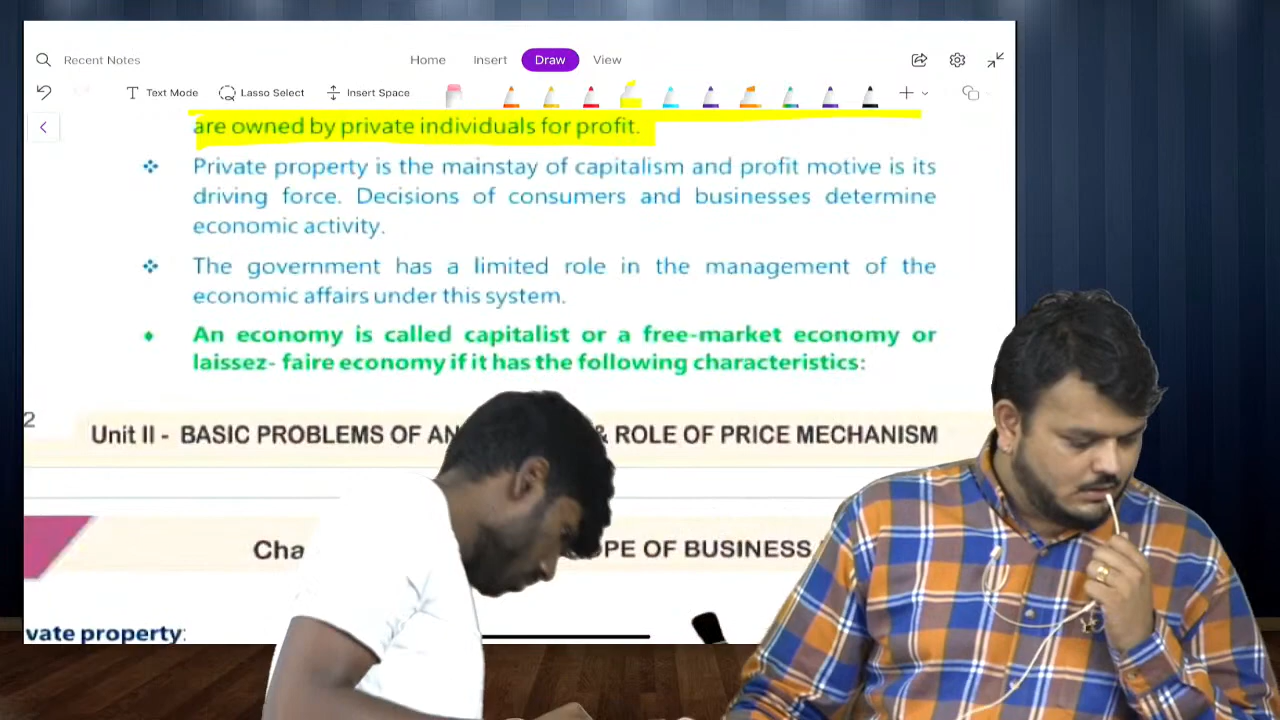 Recent Notes
Home Insert Draw View
Text Mode Lasso Select Insert Space
are owned by private individuals for profit.
❖ Private property is the mainstay of capitalism and profit motive is its
driving force. Decisions of consumers and businesses determine
economic activity.
❖ The government has a limited role in the management of the
economic affairs under this system.
♦ An economy is called capitalist or a free-market economy or
laissez- faire economy if it has the following characteristics:
2
Unit II - BASIC PROBLEMS OF AN & ROLE OF PRICE MECHANISM
OF BUSINESS
property: